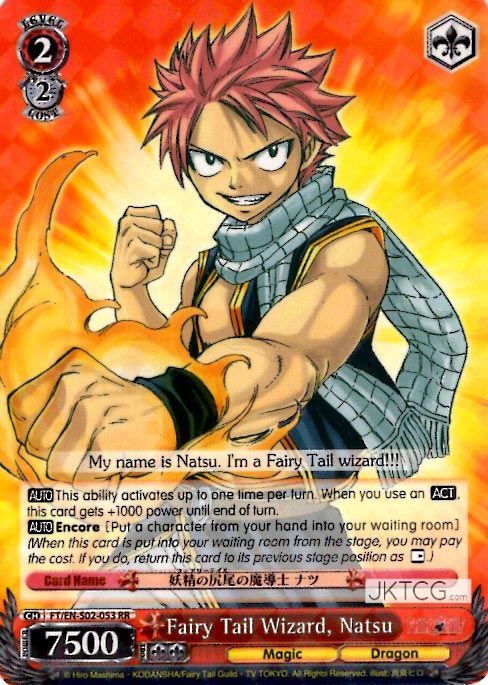 LEVEL
2
2
COST
My name is Natsu. I'm a Fairy Tail wizard!!!
AUTO This ability activates up to one time per turn. When you use an ACT,
this card gets +1000 power until end of turn.
AUTO Encore [Put a character from your hand into your waiting room]
(When this card is put into your waiting room from the stage, you may pay
the cost. If you do, return this card to its previous stage position as .)
Card Name 妖精の尻尾の魔導士 ナツ
JKTCG.com
CH FT/EN-S02-053 RR
POWER 7500
Fairy Tail Wizard, Natsu
Magic Dragon
© Hiro Mashima・KODANSHA/Fairy Tail Guild・TV TOKYO. All Rights Reserved. illust. 真島ヒロ